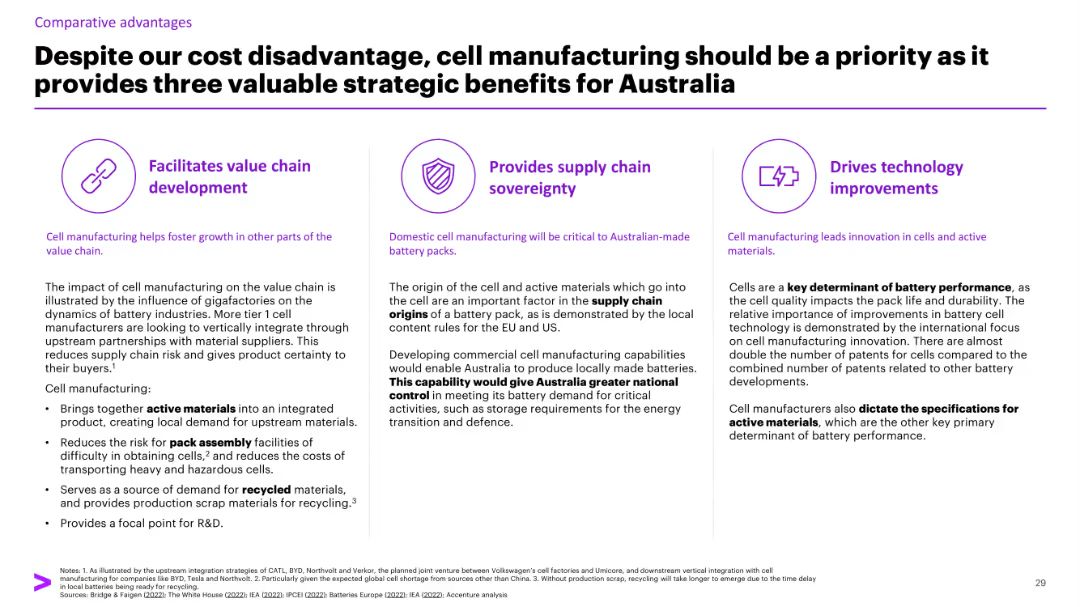 Comparative advantages
Despite our cost disadvantage, cell manufacturing should be a priority as it
provides three valuable strategic benefits for Australia
Facilitates value chain
development
Cell manufacturing helps foster growth in other parts of the
value chain.
The impact of cell manufacturing on the value chain is
illustrated by the influence of gigafactories on the
dynamics of battery industries. More tier 1 cell
manufacturers are looking to vertically integrate through
upstream partnerships with material suppliers. This
reduces supply chain risk and gives product certainty to
their buyers.1
Cell manufacturing:
• Brings together active materials into an integrated
product, creating local demand for upstream materials.
• Reduces the risk for pack assembly facilities of
difficulty in obtaining cells,2 and reduces the costs of
transporting heavy and hazardous cells.
• Serves as a source of demand for recycled materials,
and provides production scrap materials for recycling.3
• Provides a focal point for R&D.
Provides supply chain
sovereignty
Domestic cell manufacturing will be critical to Australian-made
battery packs.
The origin of the cell and active materials which go into
the cell are an important factor in the supply chain
origins of a battery pack, as is demonstrated by the local
content rules for the EU and US.
Developing commercial cell manufacturing capabilities
would enable Australia to produce locally made batteries.
This capability would give Australia greater national
control in meeting its battery demand for critical
activities, such as storage requirements for the energy
transition and defence.
Drives technology
improvements
Cell manufacturing leads innovation in cells and active
materials.
Cells are a key determinant of battery performance, as
the cell quality impacts the pack life and durability. The
relative importance of improvements in battery cell
technology is demonstrated by the international focus
on cell manufacturing innovation. There are almost
double the number of patents for cells compared to the
combined number of patents related to other battery
developments.
Cell manufacturers also dictate the specifications for
active materials, which are the other key primary
determinant of battery performance.
Notes: 1. As illustrated by the upstream integration strategies of CATL, BYD, Northvolt and Verkor, the planned joint venture between Volkswagen's cell factories and Umicore, and downstream vertical integration with cell
manufacturing for companies like BYD, Tesla and Northvolt. 2. Particularly given the expected global cell shortage from sources other than China. 3. Without production scrap, recycling will take longer to emerge due to the time delay
in local batteries being ready for recycling.
Sources: Bridge & Faigen (2022); The White House (2022); IEA (2022); IPCEI (2022); Batteries Europe (2022); IEA (2022); Accenture analysis
29